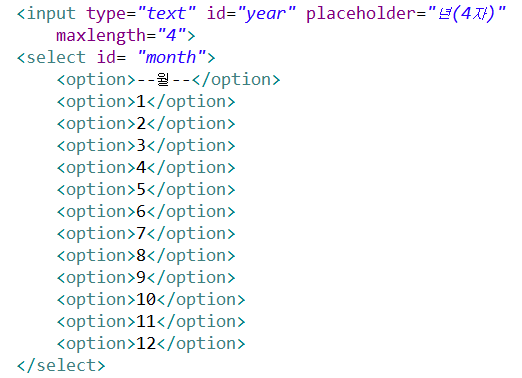 <input type="text" id="year" placeholder="년(4자)"
maxlength="4">
<select id= "month">
<option>--월--</option>
<option>1</option>
<option>2</option>
<option>3</option>
<option>4</option>
<option>5</option>
<option>6</option>
<option>7</option>
<option>8</option>
<option>9</option>
<option>10</option>
<option>11</option>
<option>12</option>
</select>